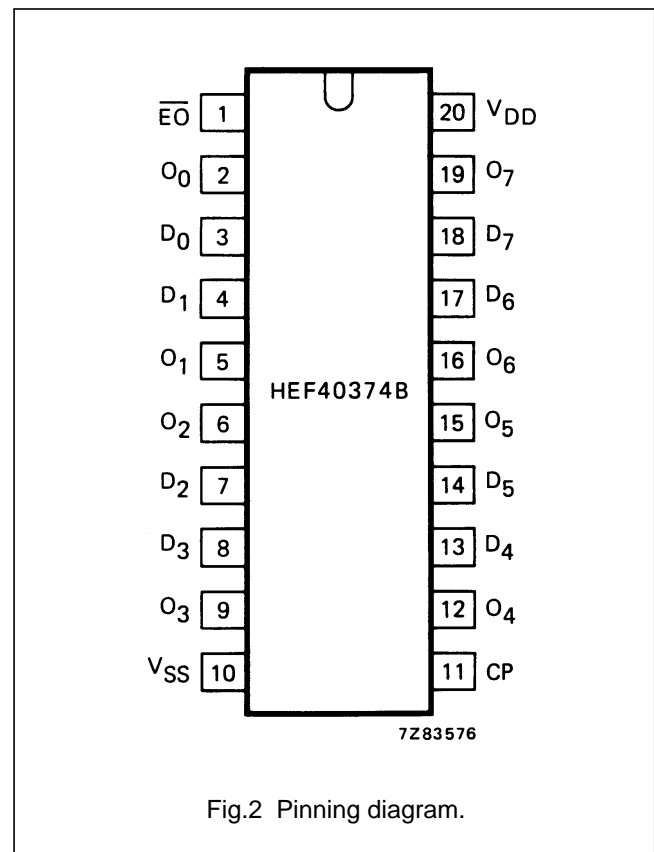 E̅O̅ 1 20 VDD
O0 2 19 O7
D0 3 18 D7
D1 4 17 D6
O1 5 16 O6
HEF40374B
O2 6 15 O5
D2 7 14 D5
D3 8 13 D4
O3 9 12 O4
VSS 10 11 CP
7Z83576
Fig.2 Pinning diagram.